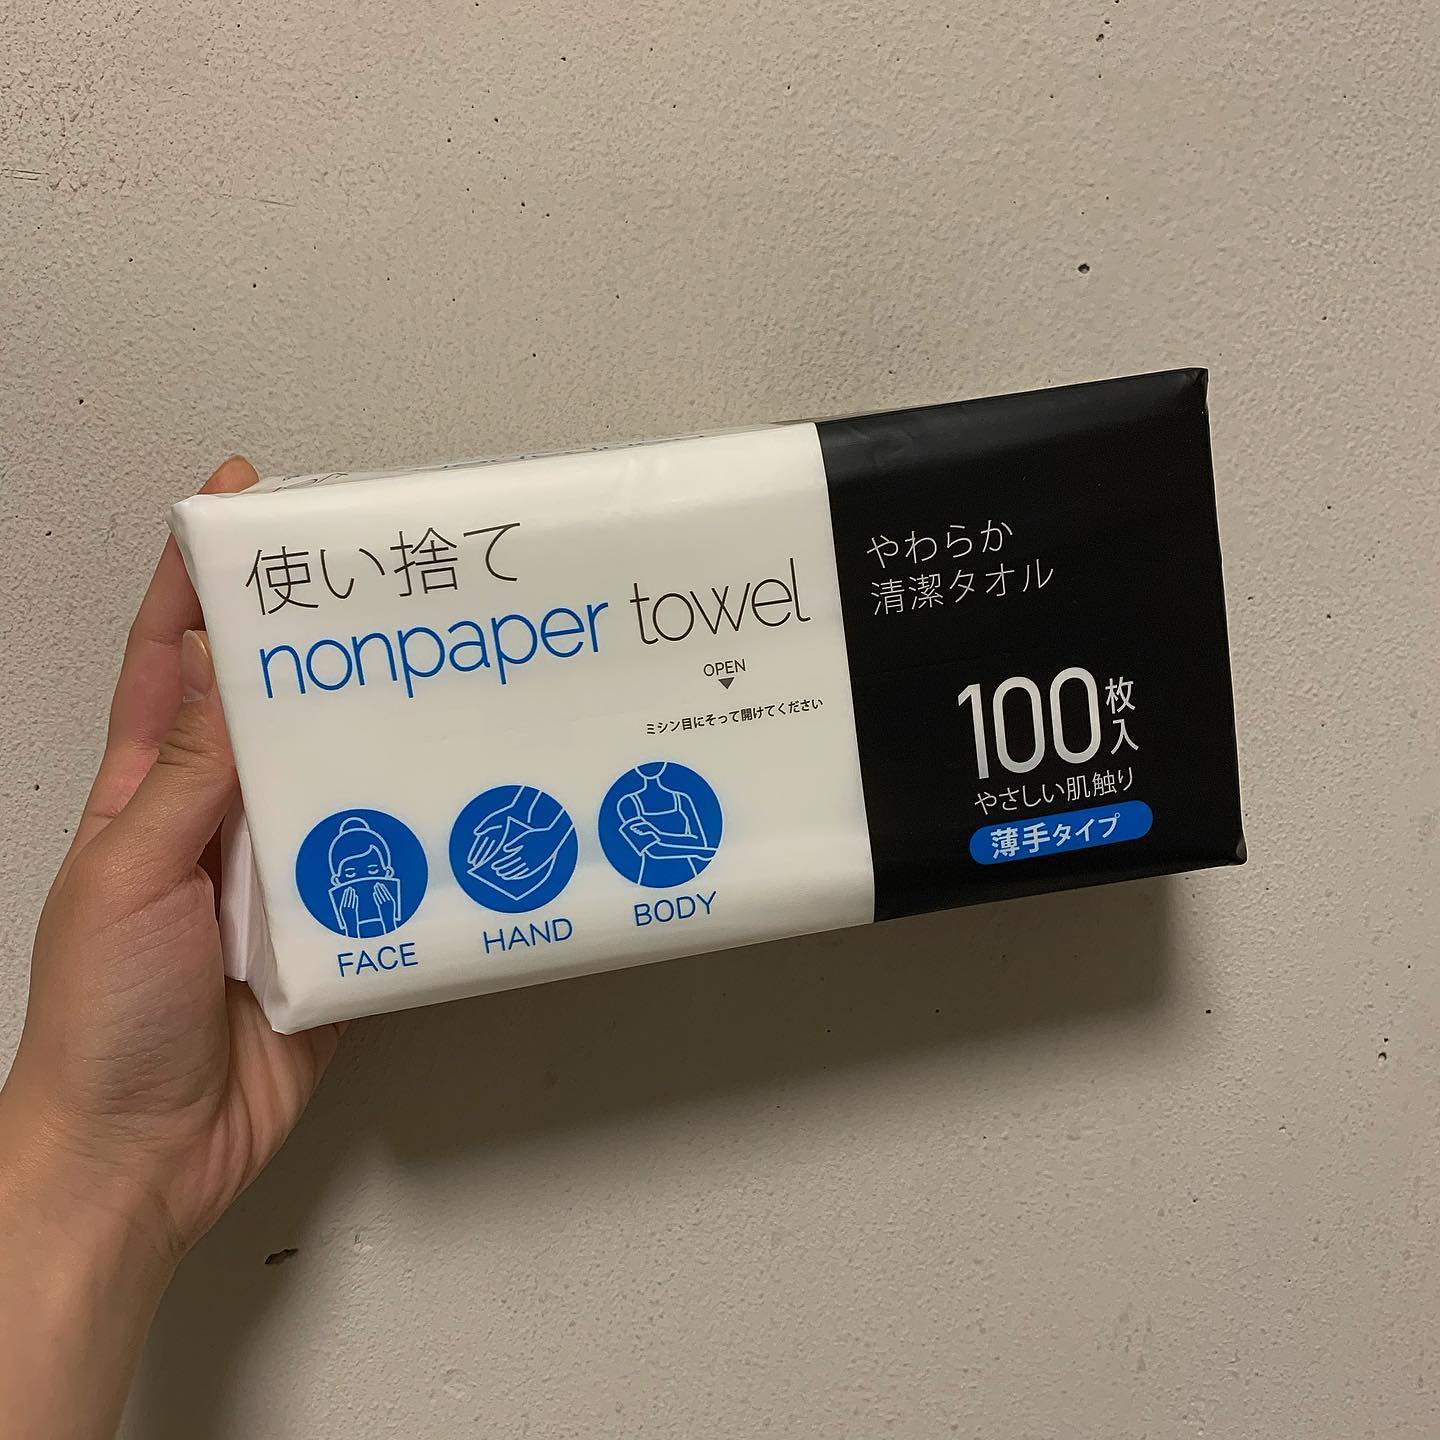 使い捨て
nonpaper towel
OPEN
ミシン目にそって開けてください
FACE
HAND
BODY
やわらか
清潔タオル
100枚入
やさしい肌触り
薄手タイプ